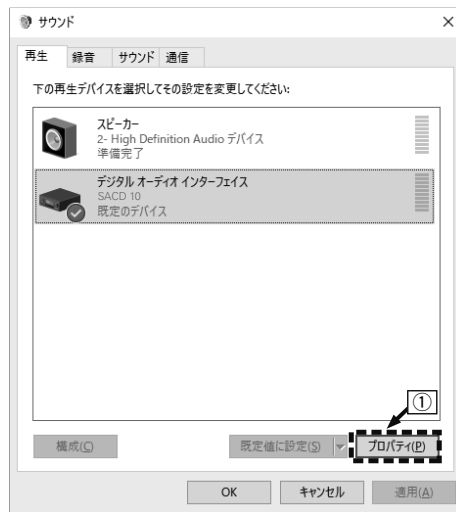 サウンド
再生 録音 サウンド 通信
下の再生デバイスを選択してその設定を変更してください:
スピーカー
2- High Definition Audio デバイス
準備完了
デジタル オーディオ インターフェイス
SACD 10
既定のデバイス
①
構成(C) 既定値に設定(S) プロパティ(P)
OK キャンセル 適用(A)